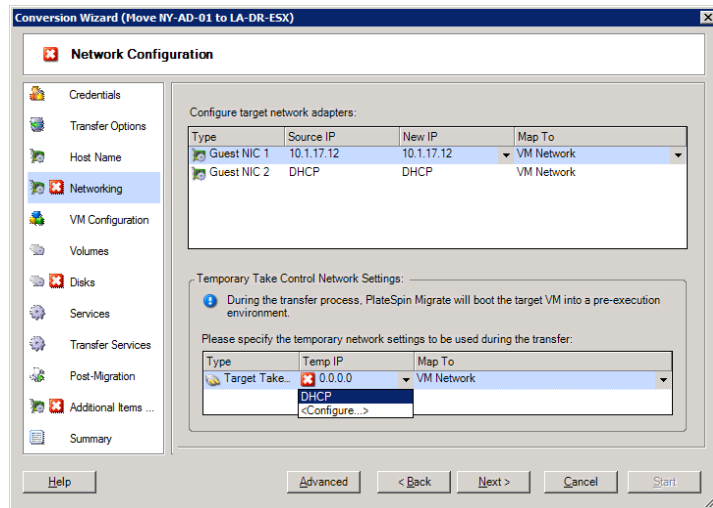 Conversion Wizard (Move NY-AD-01 to LA-DR-ESX)
Network Configuration
Credentials
Transfer Options
Host Name
Networking
VM Configuration
Volumes
Disks
Services
Transfer Services
Post-Migration
Additional Items ...
Summary
Configure target network adapters:
Type Source IP New IP Map To
Guest NIC 1 10.1.17.12 10.1.17.12 VM Network
Guest NIC 2 DHCP DHCP VM Network
Temporary Take Control Network Settings:
During the transfer process, PlateSpin Migrate will boot the target VM into a pre-execution
environment.
Please specify the temporary network settings to be used during the transfer:
Type Temp IP Map To
Target Take... 0.0.0.0 VM Network
DHCP
<Configure...>
Help Advanced < Back Next > Cancel Start